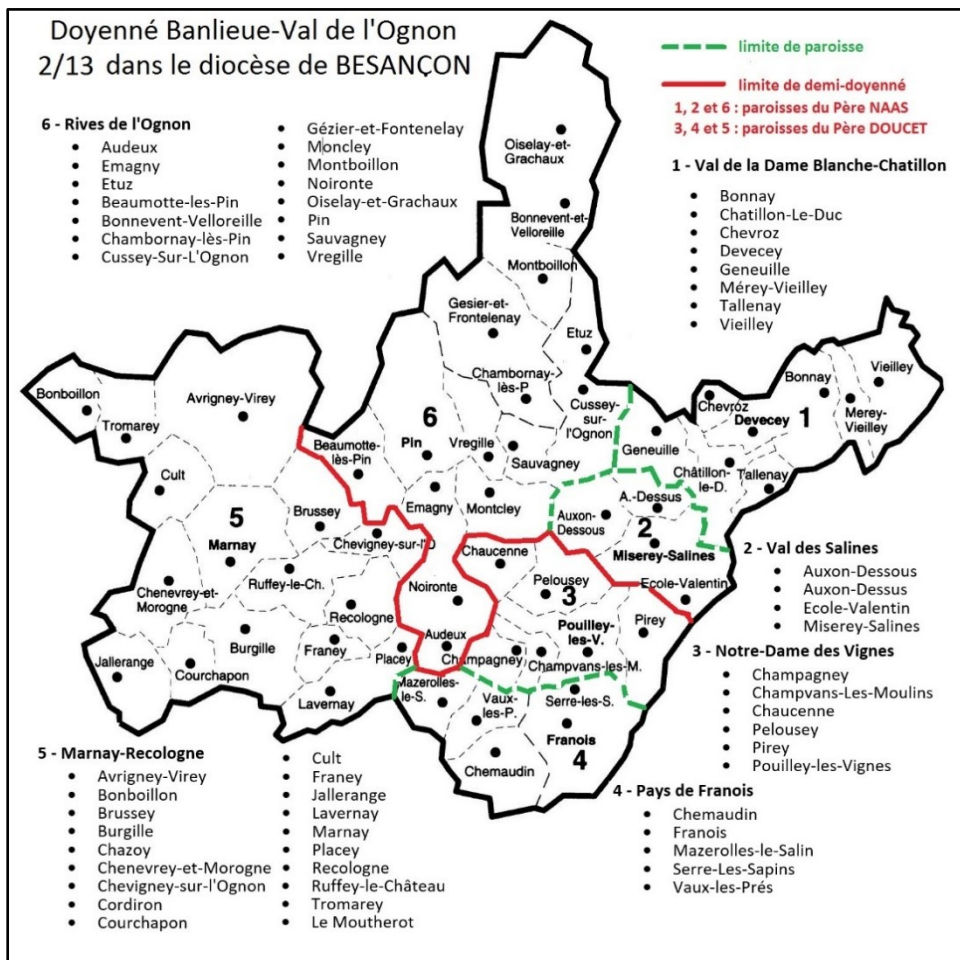 Doyenné Banlieue-Val de l'Ognon
2/13 dans le diocèse de BESANÇON
limite de paroisse
limite de demi-doyenné
1, 2 et 6 : paroisses du Père NAAS
3, 4 et 5 : paroisses du Père DOUCET
6 - Rives de l'Ognon
• Audeux
• Emagny
• Etuz
• Beaumotte-les-Pin
• Bonnevent-Velloreille
• Chambornay-lès-Pin
• Cussey-Sur-L'Ognon
• Gézier-et-Fontenelay
• Moncley
• Montboillon
• Noironte
• Oiselay-et-Grachaux
• Pin
• Sauvagney
• Vregille
1 - Val de la Dame Blanche-Chatillon
• Bonnay
• Chatillon-Le-Duc
• Chevroz
• Devecey
• Geneuille
• Mérey-Vieilley
• Tallenay
• Vieilley
Oiselay-et-
Grachaux
Bonnevent-et-
Velloreille
Montboillon
Gesier-et-
Frontelenay
Etuz
Chambornay-
lès-P.
Cussey-
sur-
l'Ognon
6
Pin
Vregille
Sauvagney
Beaumotte-
lès-Pin
Emagny
Montcley
Bonboillon
Tromarey
Avrigney-Virey
Cult
5
Marnay
Brussey
Chevigney-sur-l'O
Chenevrey-et-
Morogne
Ruffey-le-Ch.
Recologne
Burgille
Franey
Placey
Jallerange
Courchapon
Lavernay
Noironte
Audeux
Chevroz
Bonnay
Vieilley
Devecey
1
Merey-
Vieilley
Geneuille
Châtillon-
le-D.
Tallenay
A.-Dessus
Auxon-
Dessous
2
Miserey-Salines
Chaucenne
Pelousey
3
Ecole-Valentin
Pouilley-
les-V.
Pirey
Champagney
Champvans-les-M.
Mazerolles-
le-S.
Vaux-
les-P.
Serre-les-S.
Franois
4
Chemaudin
2 - Val des Salines
• Auxon-Dessous
• Auxon-Dessus
• Ecole-Valentin
• Miserey-Salines
3 - Notre-Dame des Vignes
• Champagney
• Champvans-Les-Moulins
• Chaucenne
• Pelousey
• Pirey
• Pouilley-les-Vignes
4 - Pays de Franois
• Chemaudin
• Franois
• Mazerolles-le-Salin
• Serre-Les-Sapins
• Vaux-les-Prés
5 - Marnay-Recologne
• Avrigney-Virey
• Bonboillon
• Brussey
• Burgille
• Chazoy
• Chenevrey-et-Morogne
• Chevigney-sur-l'Ognon
• Cordiron
• Courchapon
• Cult
• Franey
• Jallerange
• Lavernay
• Marnay
• Placey
• Recologne
• Ruffey-le-Château
• Tromarey
• Le Moutherot